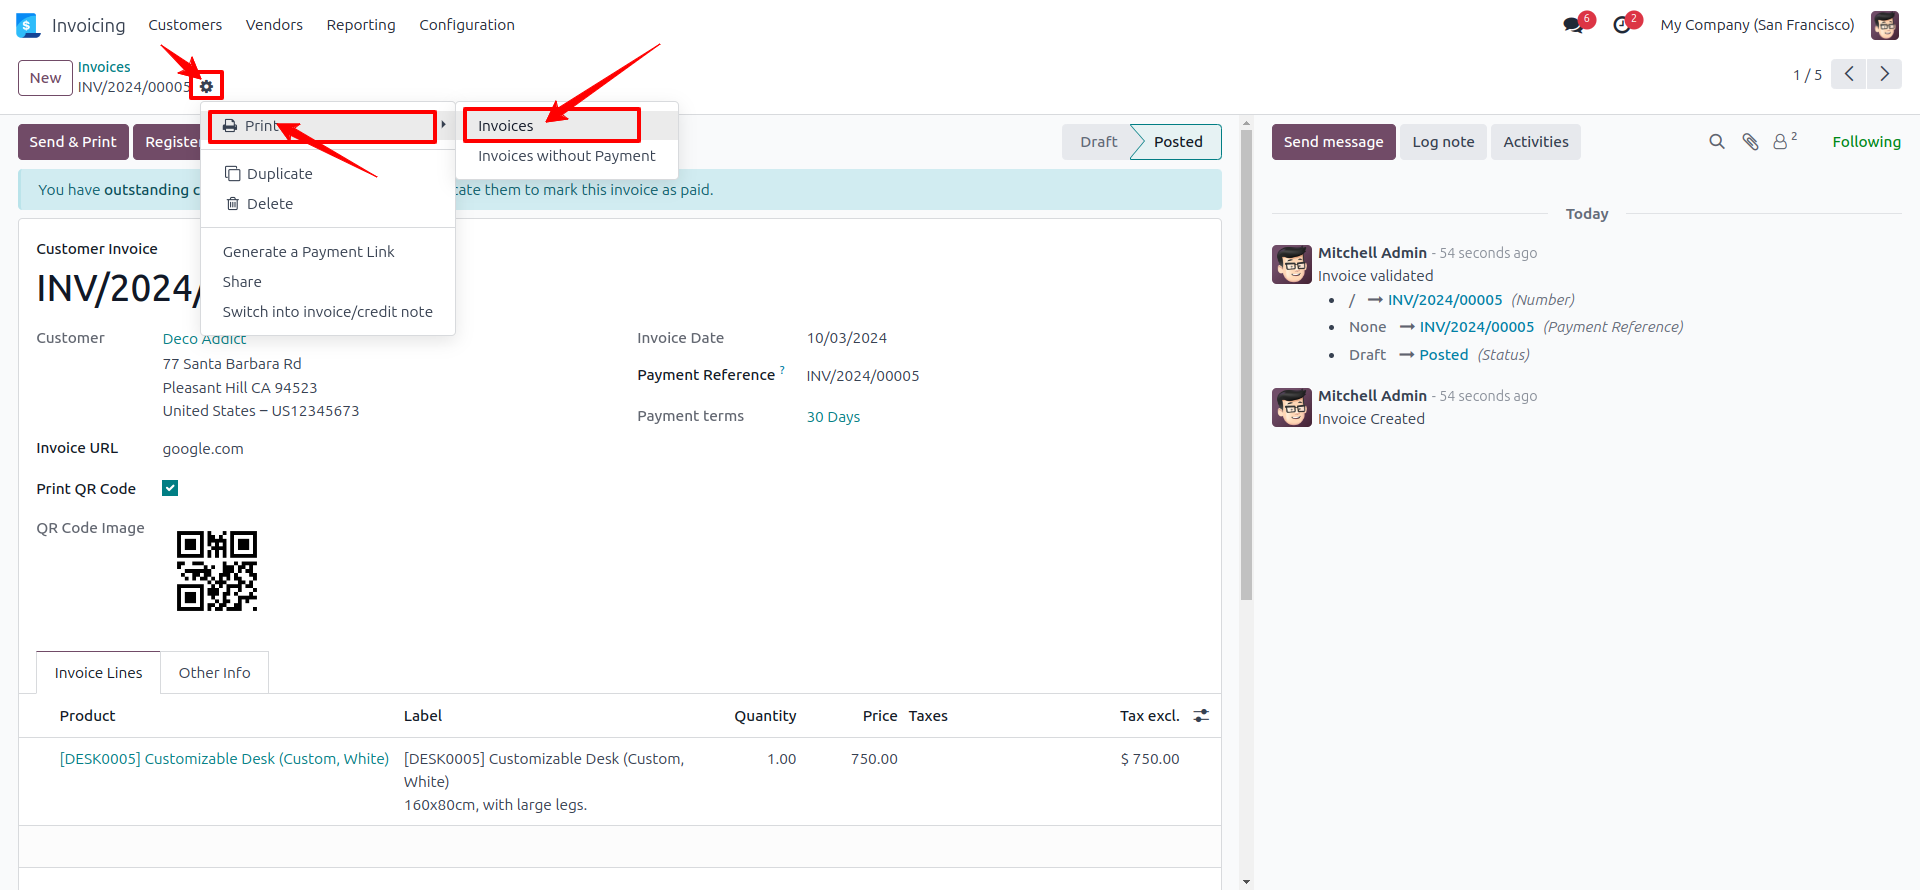 Invoicing Customers Vendors Reporting Configuration 6 2 My Company (San Francisco)
New
Invoices
INV/2024/00005
1 / 5
Print
Invoices
Invoices without Payment
Duplicate
Delete
Generate a Payment Link
Share
Switch into invoice/credit note
Send & Print
Draft
Posted
You have outstanding
cate them to mark this invoice as paid.
Customer Invoice
INV/2024/
Customer Deco Addict
77 Santa Barbara Rd
Pleasant Hill CA 94523
United States – US12345673
Invoice URL google.com
Print QR Code
QR Code Image
Invoice Date 10/03/2024
Payment Reference ? INV/2024/00005
Payment terms 30 Days
Invoice Lines Other Info
Product Label Quantity Price Taxes Tax excl.
[DESK0005] Customizable Desk (Custom, White) [DESK0005] Customizable Desk (Custom, 1.00 750.00 $ 750.00
White)
160x80cm, with large legs.
Send message Log note Activities 2 Following
Today
Mitchell Admin - 54 seconds ago
Invoice validated
• / → INV/2024/00005 (Number)
• None → INV/2024/00005 (Payment Reference)
• Draft → Posted (Status)
Mitchell Admin - 54 seconds ago
Invoice Created